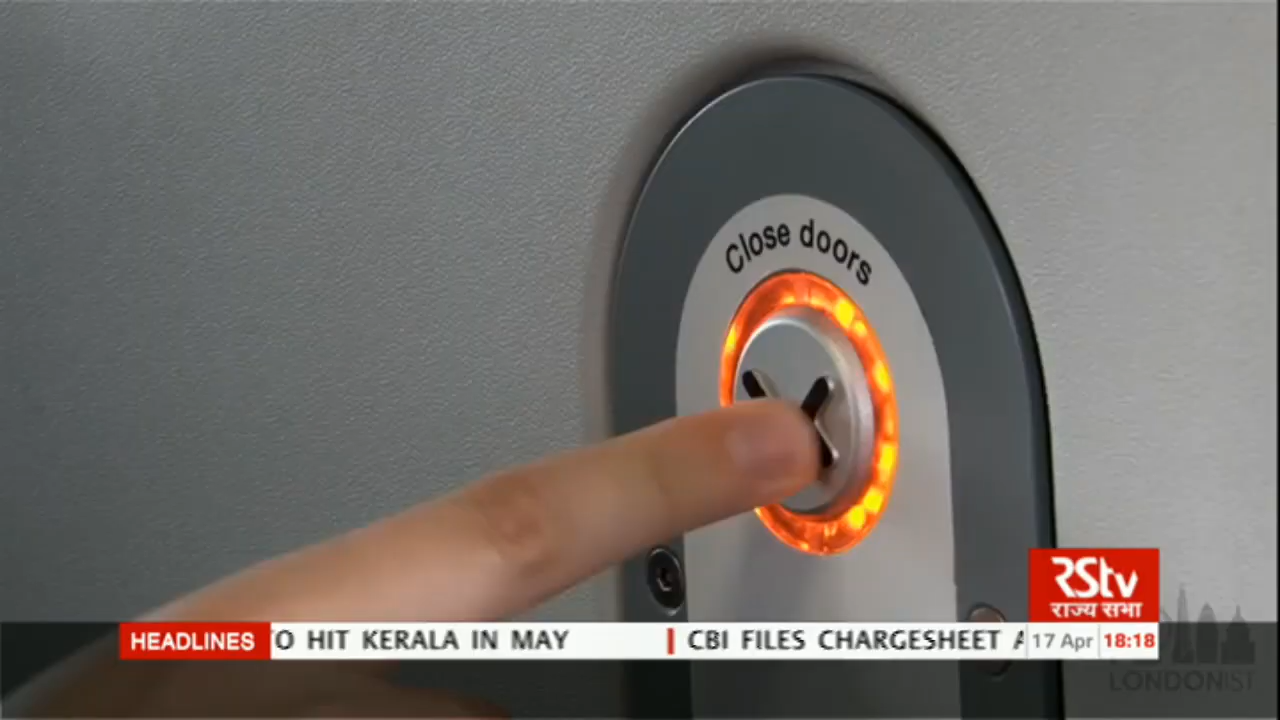 Close doors
RStv
राज्य सभा
HEADLINES
O HIT KERALA IN MAY
CBI FILES CHARGESHEET
17 Apr
18:18
LONDONIST